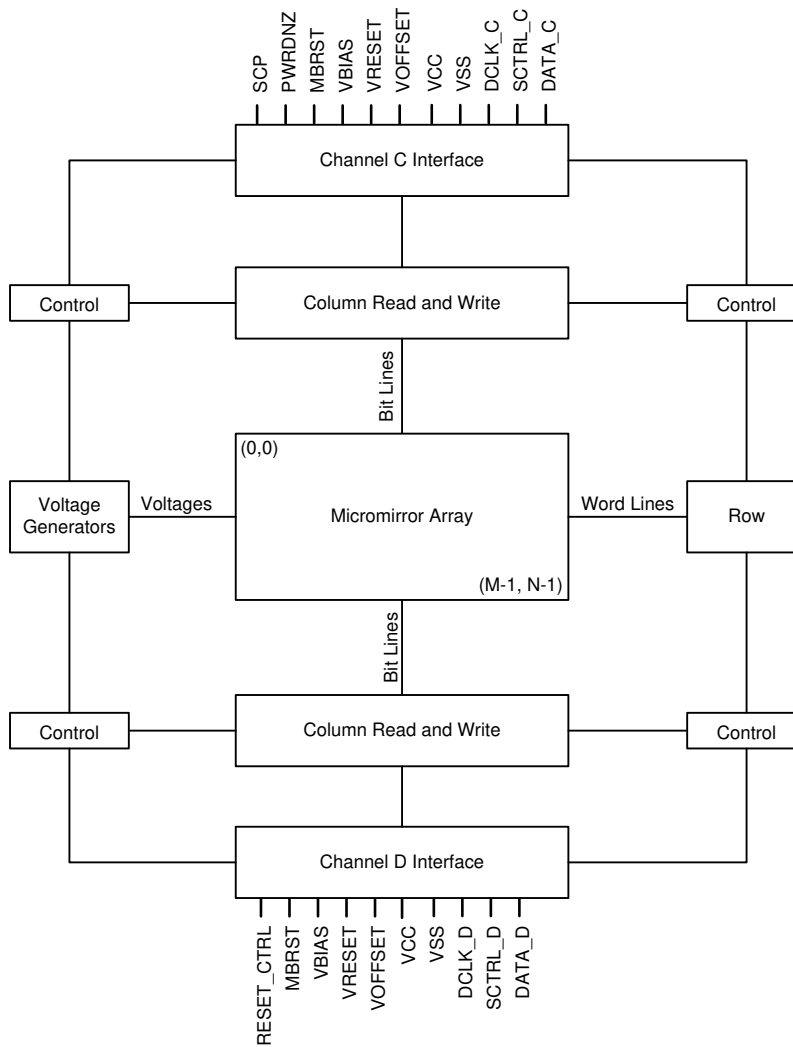 SCP
PWRDNZ
MBRST
VBIAS
VRESET
VOFFSET
VCC
VSS
DCLK_C
SCTRL_C
DATA_C
Channel C Interface
Control
Column Read and Write
Control
Bit Lines
(0,0)
Voltage
Generators
Voltages
Micromirror Array
Word Lines
Row
(M-1, N-1)
Bit Lines
Control
Column Read and Write
Control
Channel D Interface
RESET_CTRL
MBRST
VBIAS
VRESET
VOFFSET
VCC
VSS
DCLK_D
SCTRL_D
DATA_D